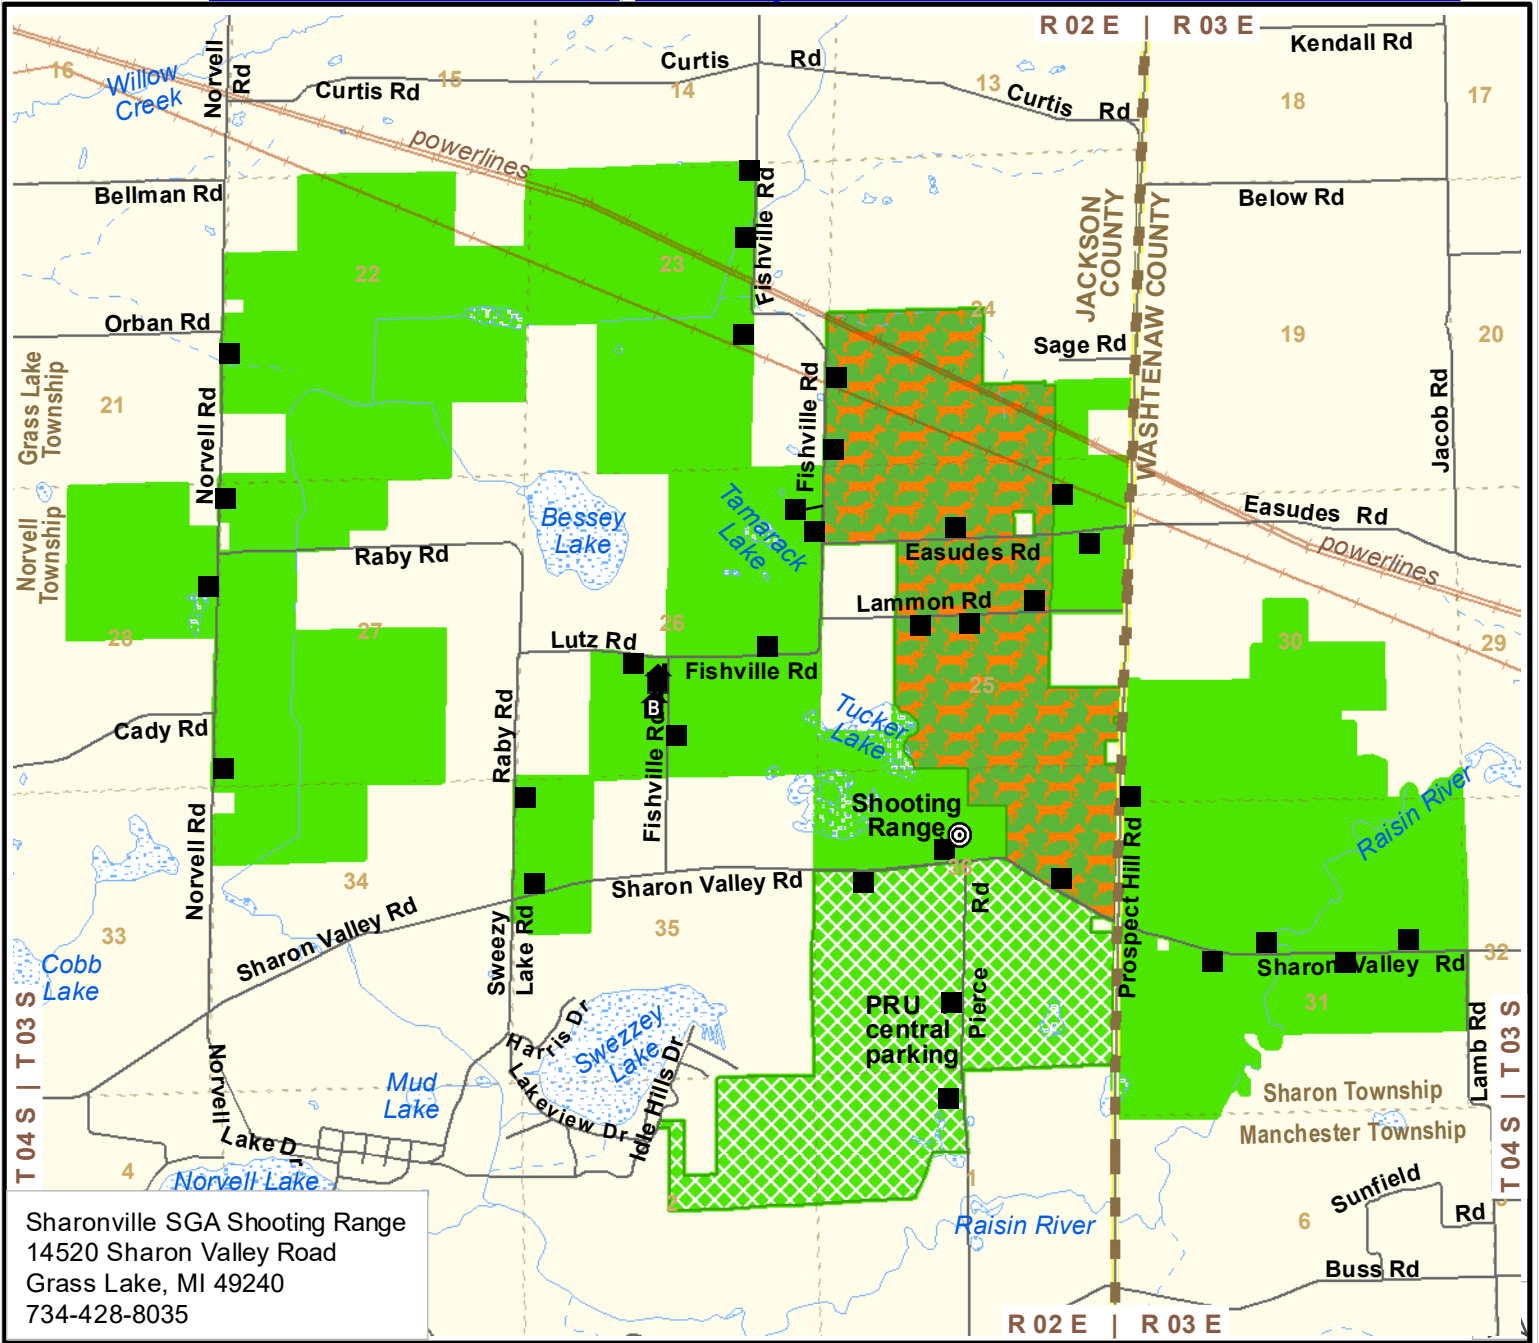 R 02 E | R 03 E
Kendall Rd
16
Willow
Creek
Norvell
Rd
15
Curtis Rd
Curtis Rd
14
13
Curtis Rd
18
17
powerlines
Bellman Rd
Fishville Rd
JACKSON
COUNTY
WASHTENAW COUNTY
Below Rd
22
23
24
Orban Rd
Sage Rd
19
20
Grass Lake
Township
21
Norvell Rd
Fishville Rd
Jacob Rd
Norvell
Township
Bessey
Lake
Tamarack
Lake
Easudes Rd
Raby Rd
Easudes Rd
powerlines
Lammon Rd
28
27
Lutz Rd
26
30
29
Fishville Rd
25
Cady Rd
Raby Rd
B
Fishville Rd
Tucker
Lake
Norvell Rd
Shooting
Range
Prospect Hill Rd
Raisin River
36
34
Sharon Valley Rd
Rd
33
Sharon Valley Rd
Sweezy
Lake Rd
35
32
Cobb
Lake
Sharon Valley Rd
31
T 04 S | T 03 S
Harris Dr
Swezzey
Lake
PRU
central
parking
Pierce
Lamb Rd
T 04 S | T 03 S
Norvell
Mud
Lake
Lakeview Dr
Idle Hills Dr
Sharon Township
Manchester Township
Lake Dr
4
Norvell Lake
2
1
Sunfield
Rd
Raisin River
6
Buss Rd
Sharonville SGA Shooting Range
14520 Sharon Valley Road
Grass Lake, MI 49240
734-428-8035
R 02 E | R 03 E